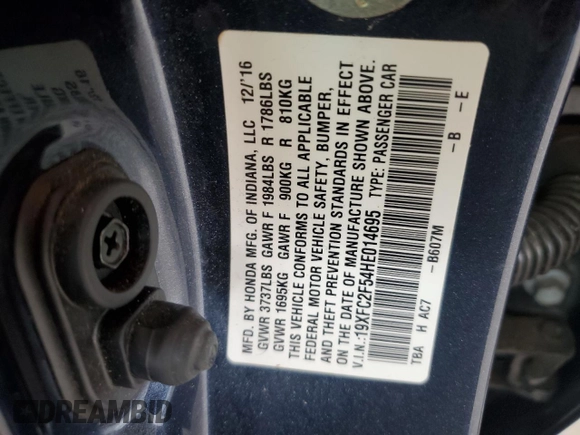 MFD. BY HONDA MFG. OF INDIANA, LLC 12/'16
GVWR 3737LBS GAWR F 1984LBS R 1786LBS
GVWR 1695KG GAWR F 900KG R 810KG
THIS VEHICLE CONFORMS TO ALL APPLICABLE
FEDERAL MOTOR VEHICLE SAFETY, BUMPER,
AND THEFT PREVENTION STANDARDS IN EFFECT
ON THE DATE OF MANUFACTURE SHOWN ABOVE.
V.I.N.:19XFC2F54HE014695 TYPE: PASSENGER CAR
TBA H AC7 -B607M -B -E
DREAMBID